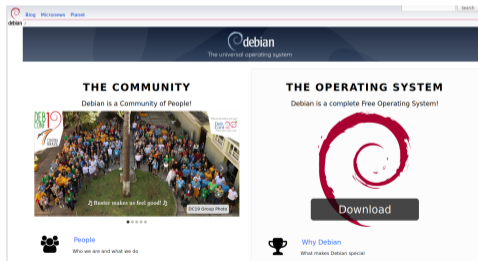 Blog Micronews Planet
Search
debian
debian
The universal operating system
THE COMMUNITY
Debian is a Community of People!
♫ Buster makes us feel good! ♫
DC19 Group Photo
People
Who we are and what we do
THE OPERATING SYSTEM
Debian is a complete Free Operating System!
Download
Why Debian
What makes Debian special